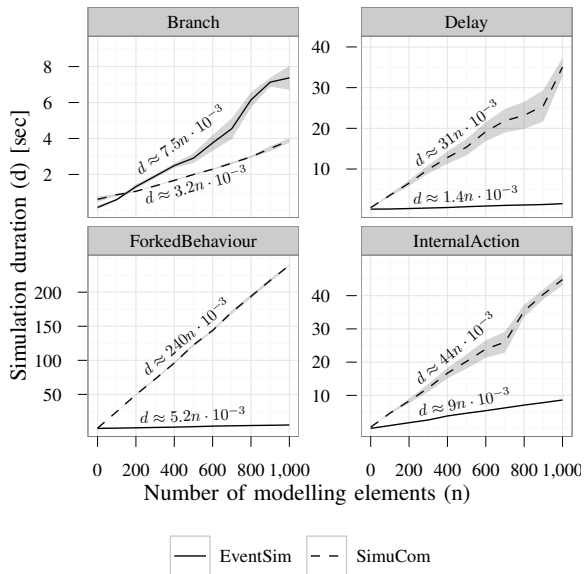 Branch
Delay
8
6
4
2
40
30
20
10
d ≈ 7.5n · 10⁻³
d ≈ 3.2n · 10⁻³
d ≈ 31n · 10⁻³
d ≈ 1.4n · 10⁻³
Simulation duration (d) [sec]
ForkedBehaviour
InternalAction
200
150
100
50
40
30
20
10
d ≈ 240n · 10⁻³
d ≈ 5.2n · 10⁻³
d ≈ 44n · 10⁻³
d ≈ 9n · 10⁻³
0 200 400 600 800 1,000
0 200 400 600 800 1,000
Number of modelling elements (n)
EventSim SimuCom